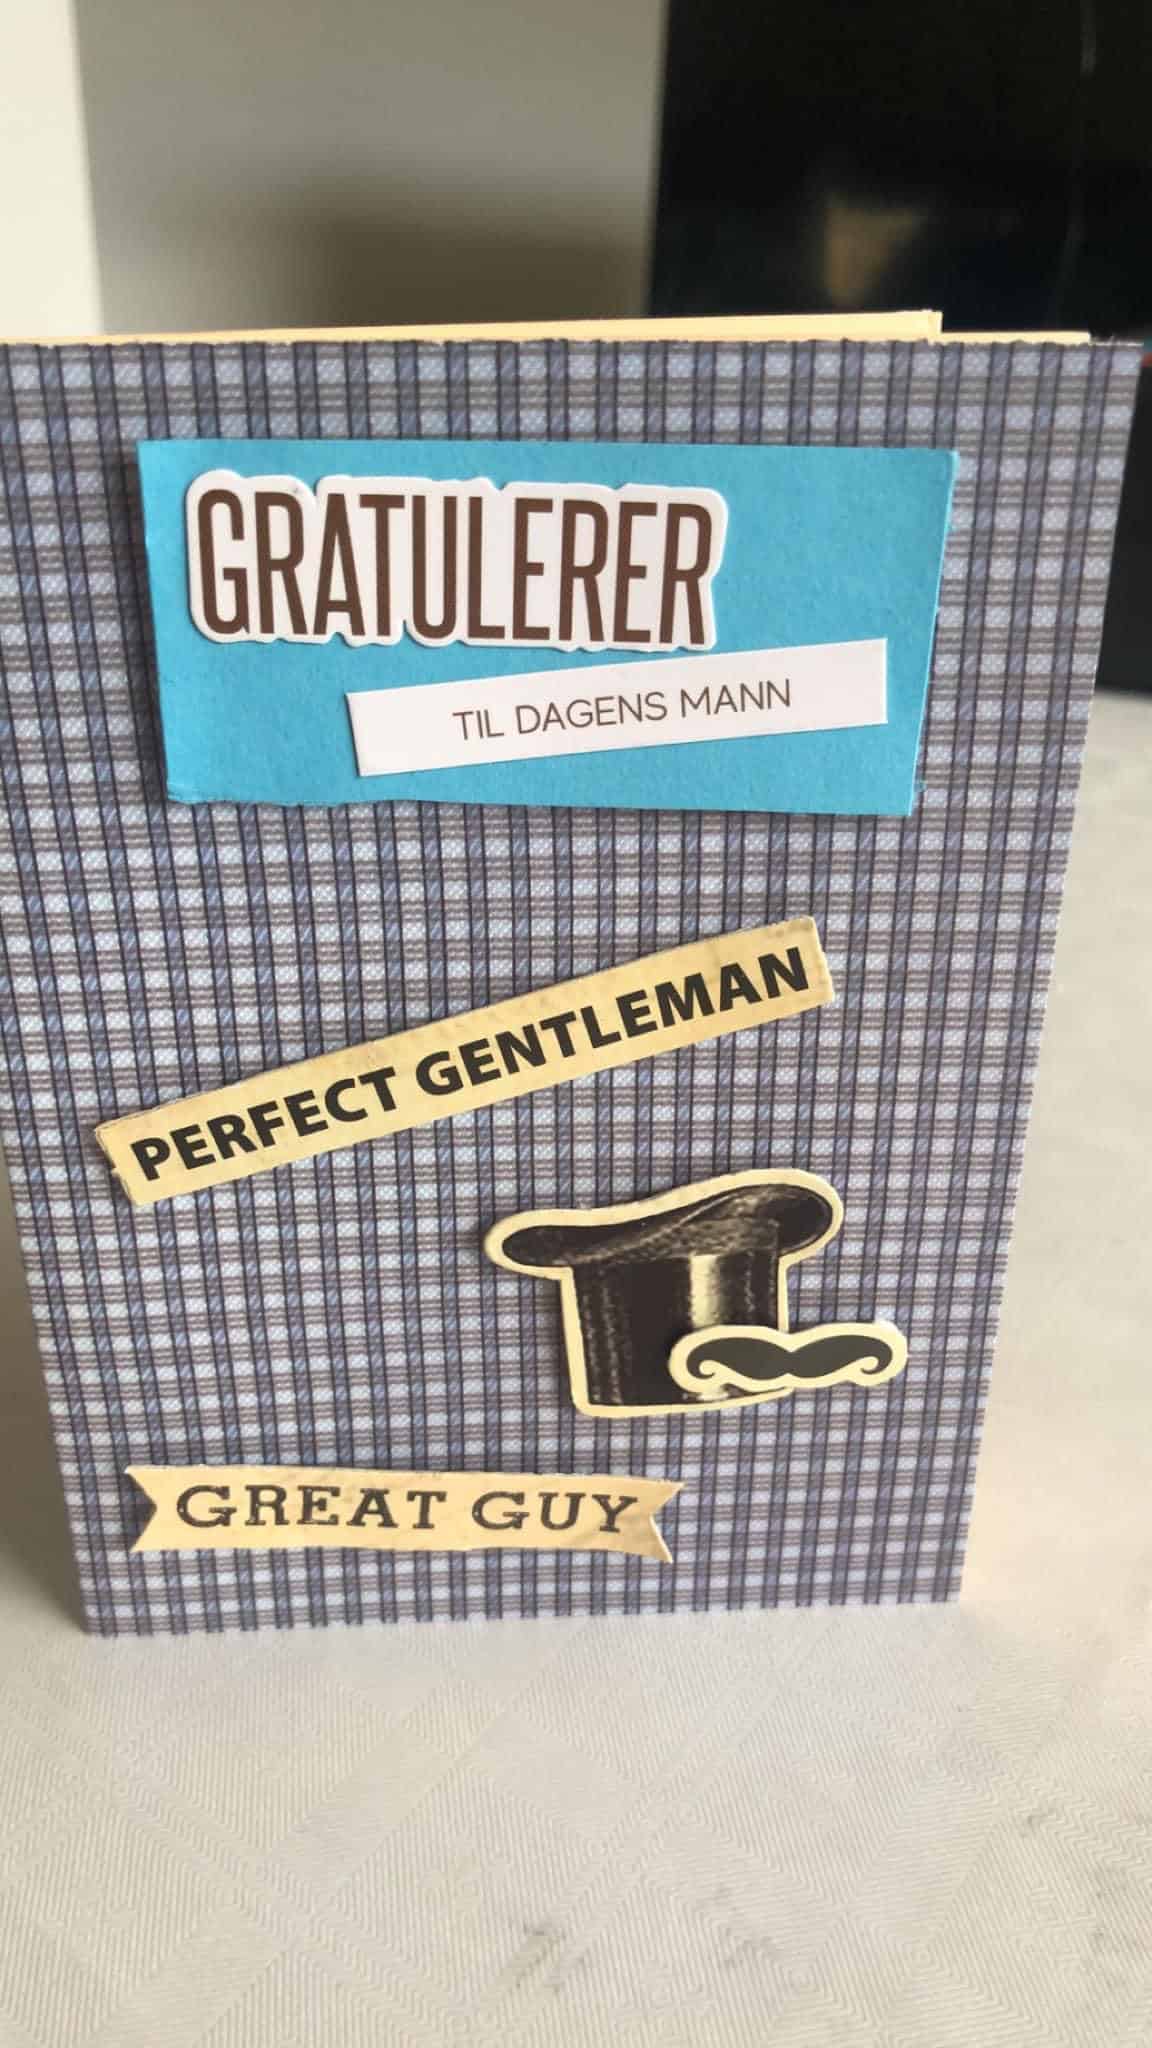 GRATULERER
TIL DAGENS MANN
PERFECT GENTLEMAN
GREAT GUY